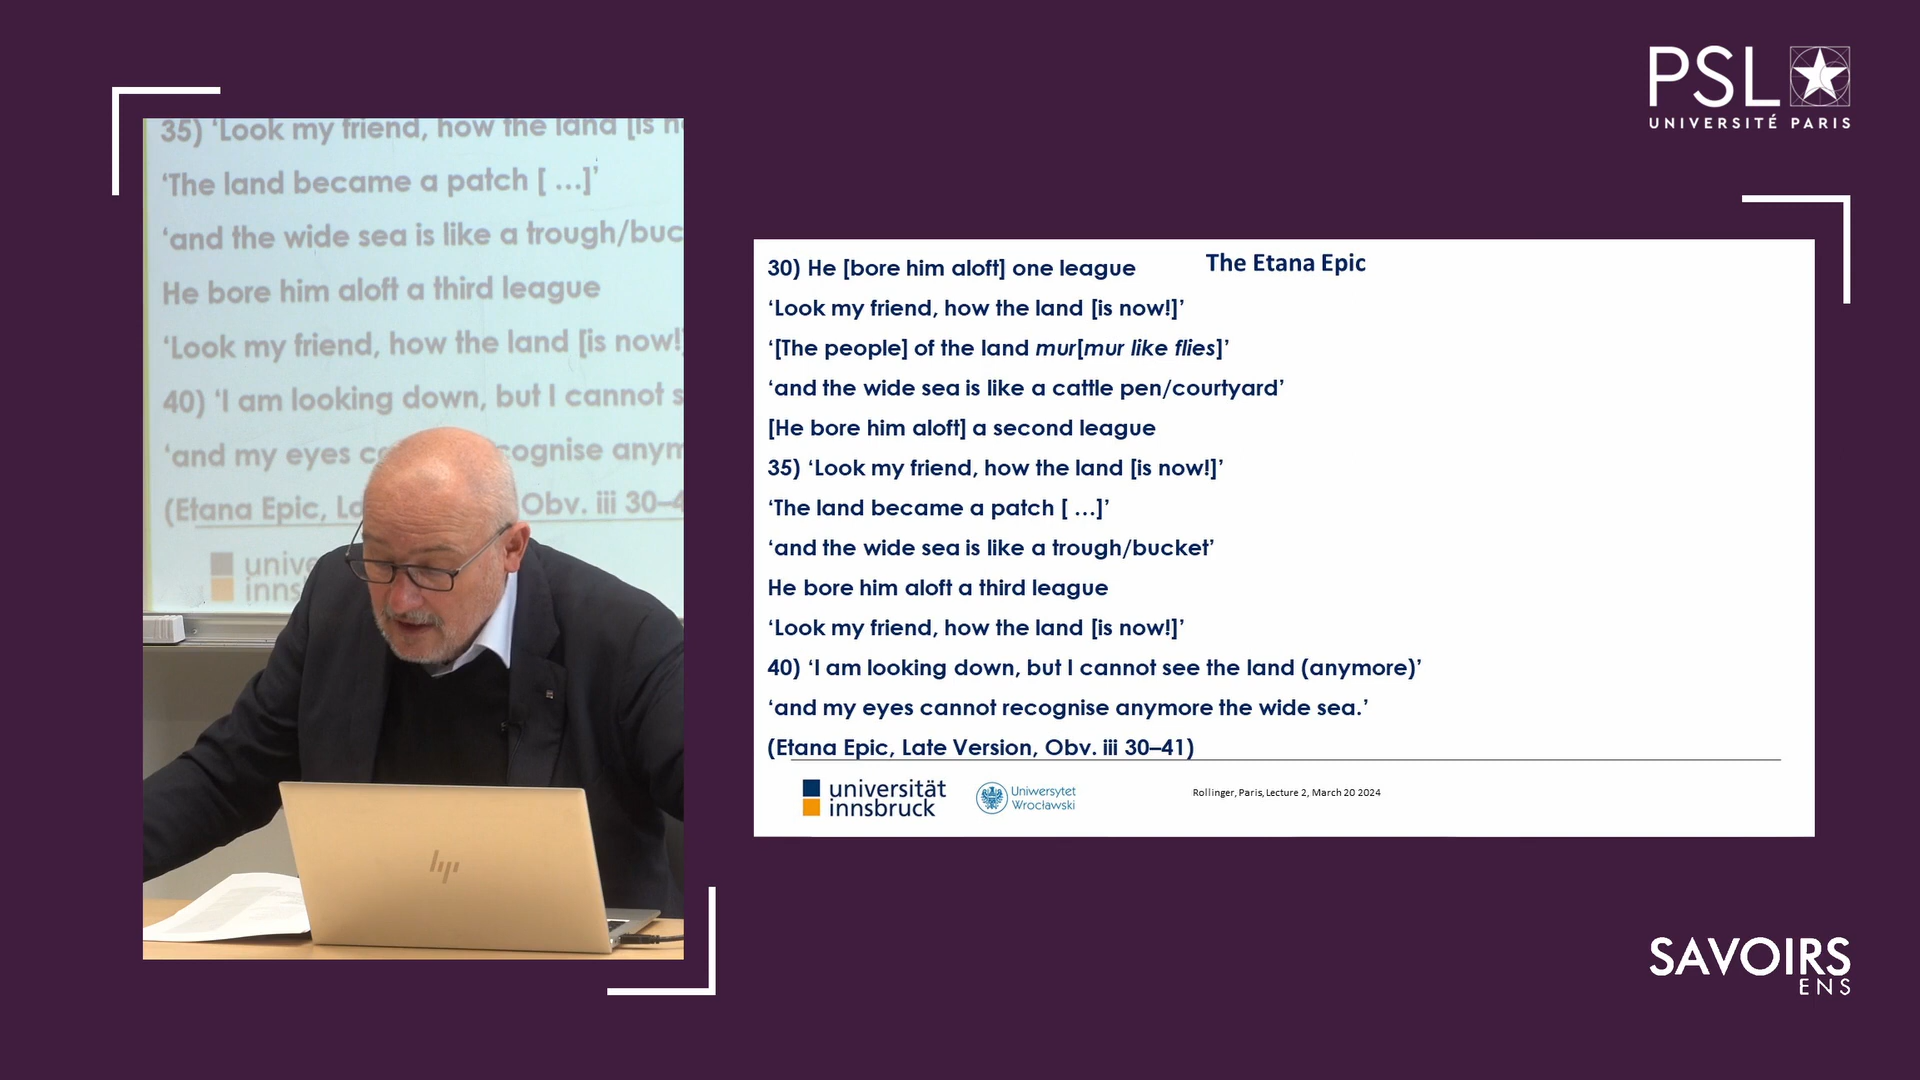 PSL
UNIVERSITÉ PARIS
35) ‘Look my friend, how the land [is
‘The land became a patch [ …]’
‘and the wide sea is like a trough/buc
He bore him aloft a third league
‘Look my friend, how the land [is now!]
40) ‘I am looking down, but I cannot s
‘and my eyes cognise anym
(Etana Epic, La Obv. iii 30–4
unive
inns
hp
The Etana Epic
30) He [bore him aloft] one league
‘Look my friend, how the land [is now!]’
‘[The people] of the land mur[mur like flies]’
‘and the wide sea is like a cattle pen/courtyard’
[He bore him aloft] a second league
35) ‘Look my friend, how the land [is now!]’
‘The land became a patch [ …]’
‘and the wide sea is like a trough/bucket’
He bore him aloft a third league
‘Look my friend, how the land [is now!]’
40) ‘I am looking down, but I cannot see the land (anymore)’
‘and my eyes cannot recognise anymore the wide sea.’
(Etana Epic, Late Version, Obv. iii 30–41)
universität
innsbruck
Uniwersytet
Wrocławski
Rollinger, Paris, Lecture 2, March 20 2024
SAVOIRS
ENS